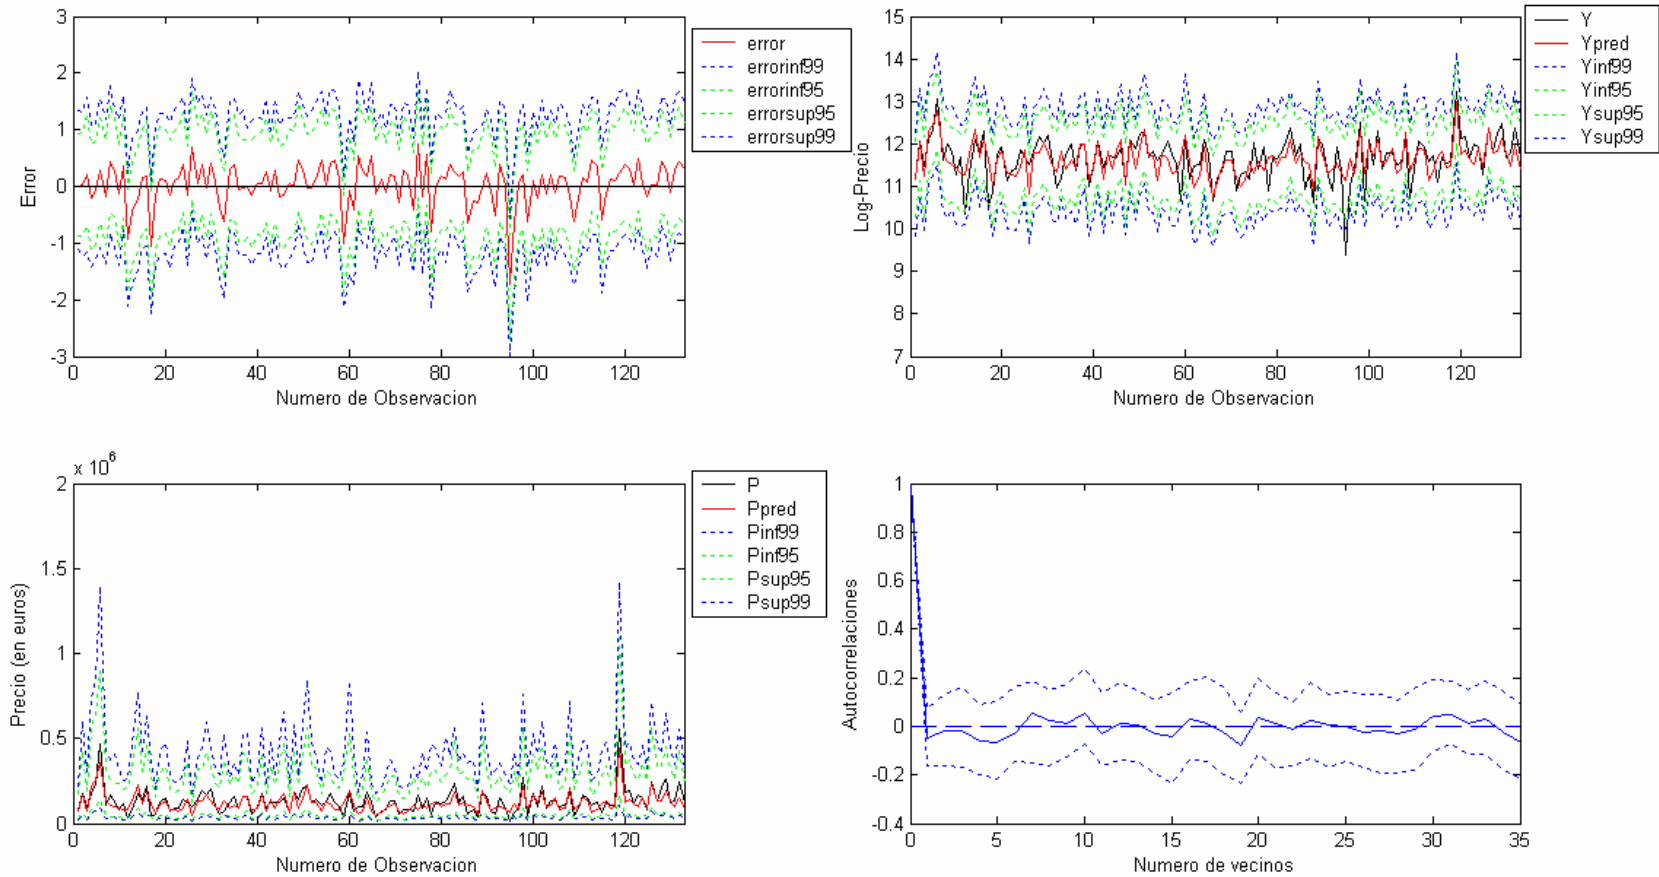 3
2
1
0
-1
-2
-3
0
20
40
60
80
100
120
Error
Numero de Observacion
error
errorinf99
errorinf95
errorsup95
errorsup99
15
14
13
12
11
10
9
8
7
0
20
40
60
80
100
120
Log-Precio
Numero de Observacion
Y
Ypred
Yinf99
Yinf95
Ysup95
Ysup99
x 10^6
2
1.5
1
0.5
0
0
20
40
60
80
100
120
Precio (en euros)
Numero de Observacion
P
Ppred
Pinf99
Pinf95
Psup95
Psup99
1
0.8
0.6
0.4
0.2
0
-0.2
-0.4
0
5
10
15
20
25
30
35
Autocorrelaciones
Numero de vecinos